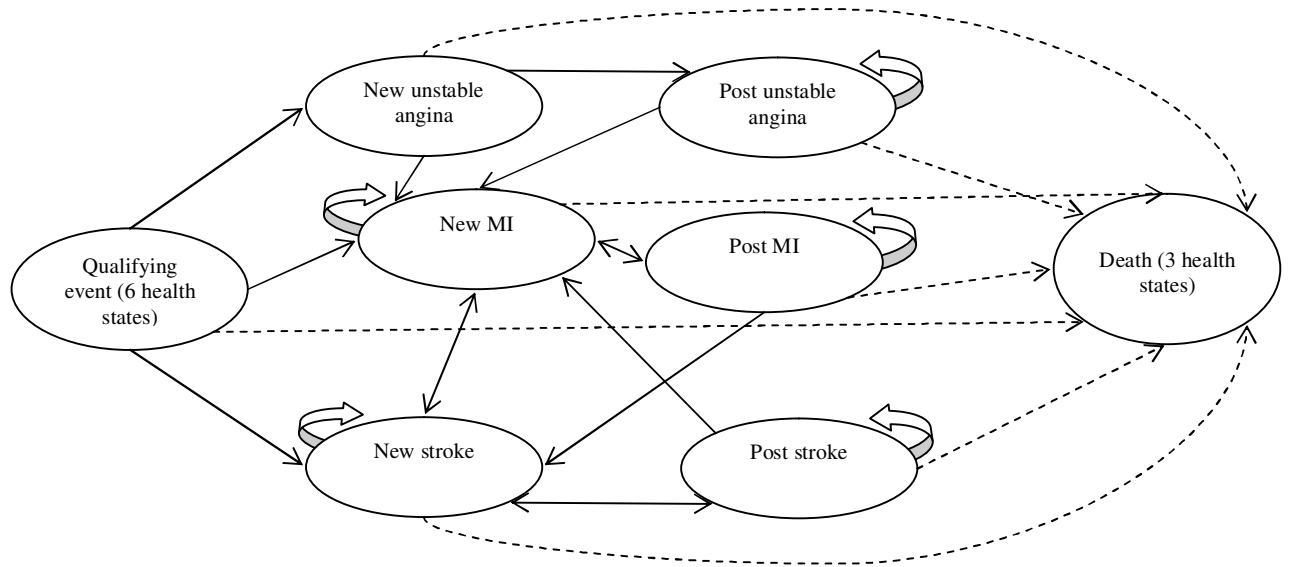 New unstable
angina
Post unstable
angina
New MI
Post MI
Qualifying
event (6 health
states)
Death (3 health
states)
New stroke
Post stroke